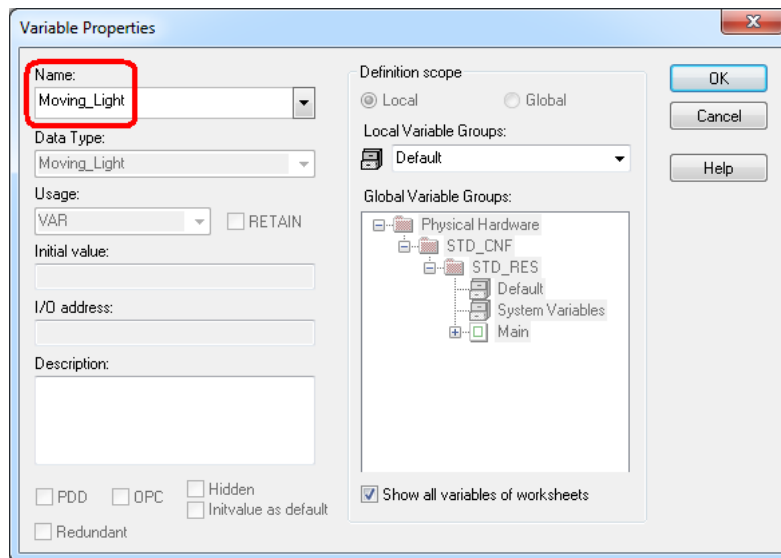 Variable Properties
Name:
Moving_Light
Data Type:
Moving_Light
Usage:
VAR
RETAIN
Initial value:
I/O address:
Description:
PDD
OPC
Hidden
Initvalue as default
Redundant
Definition scope
Local
Global
Local Variable Groups:
Default
Global Variable Groups:
Physical Hardware
STD_CNF
STD_RES
Default
System Variables
Main
Show all variables of worksheets
OK
Cancel
Help